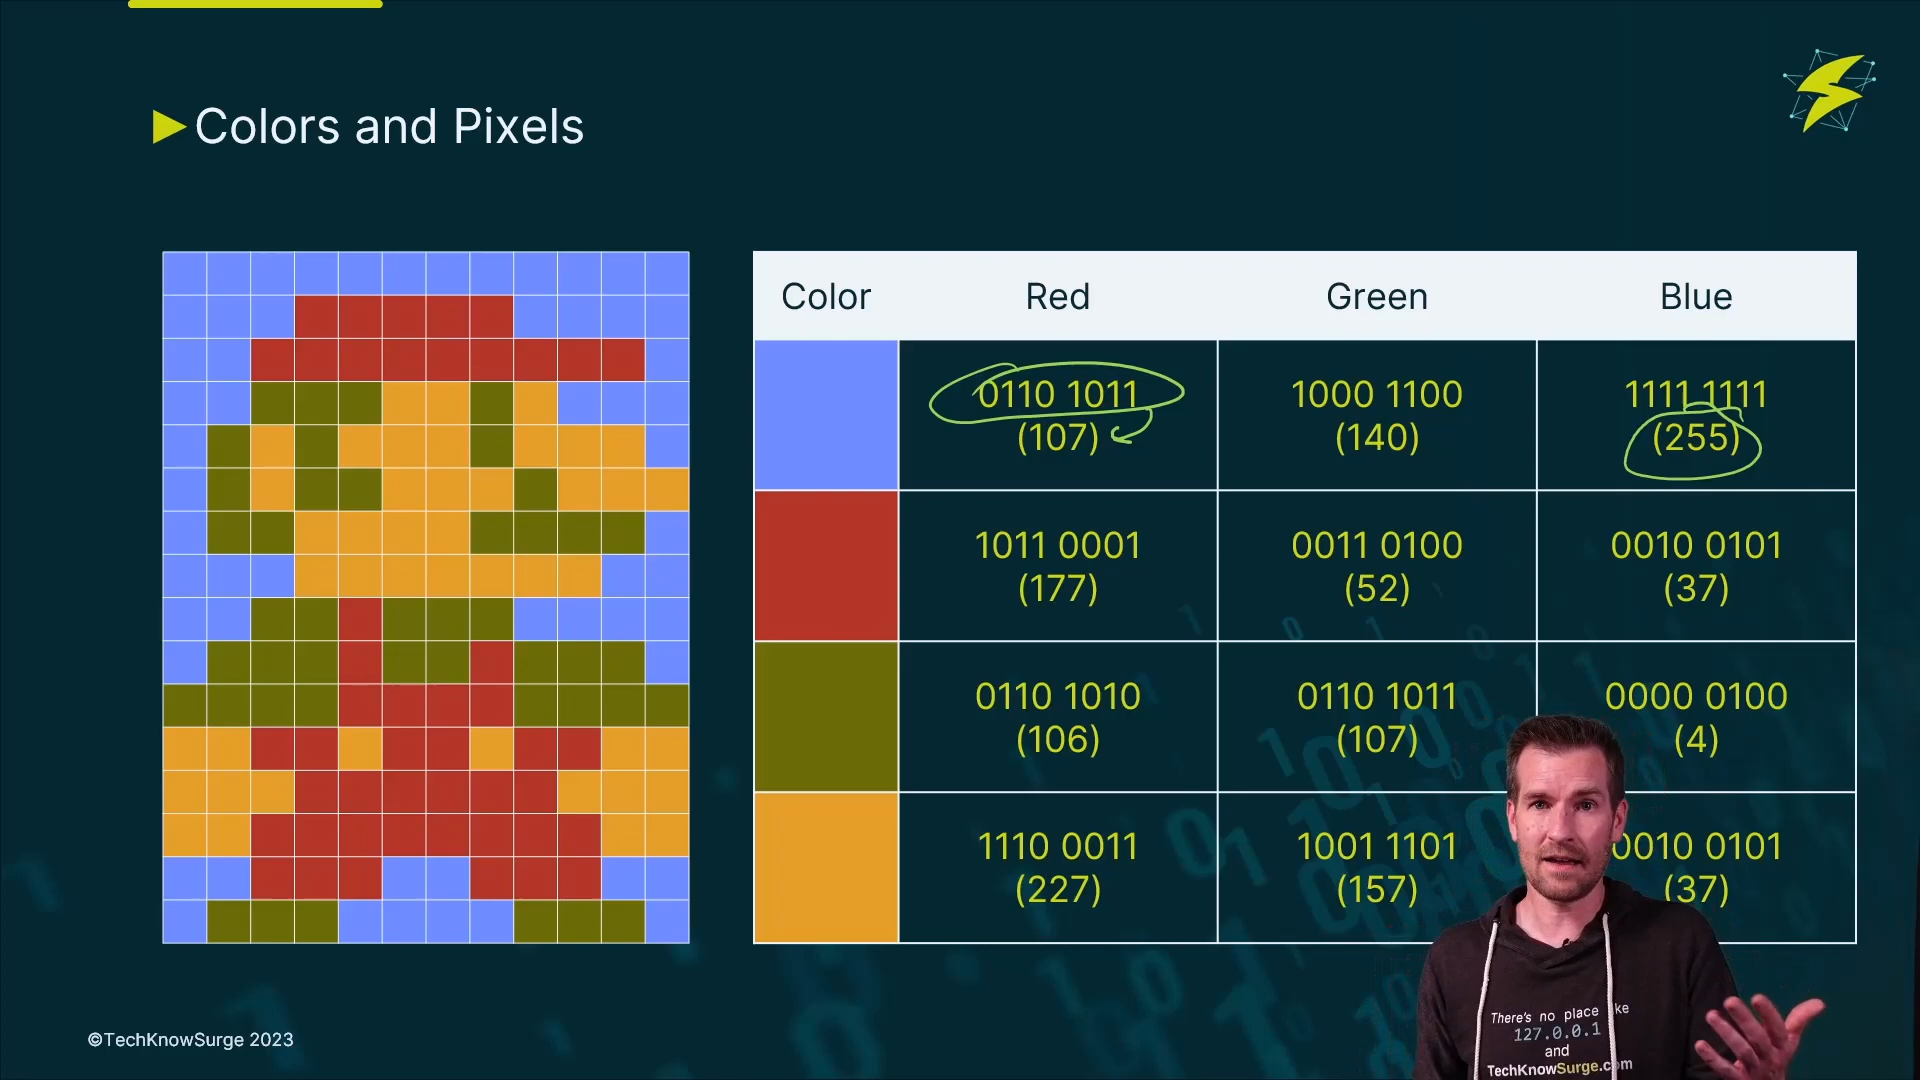 Colors and Pixels
Color Red Green Blue
0110 1011 1000 1100 1111 1111
(107) (140) (255)
1011 0001 0011 0100 0010 0101
(177) (52) (37)
0110 1010 0110 1011 0000 0100
(106) (107) (4)
1110 0011 1001 1101 0010 0101
(227) (157) (37)
There's no place
127.0.0.1
and
TechKnowSurge.com
©TechKnowSurge 2023